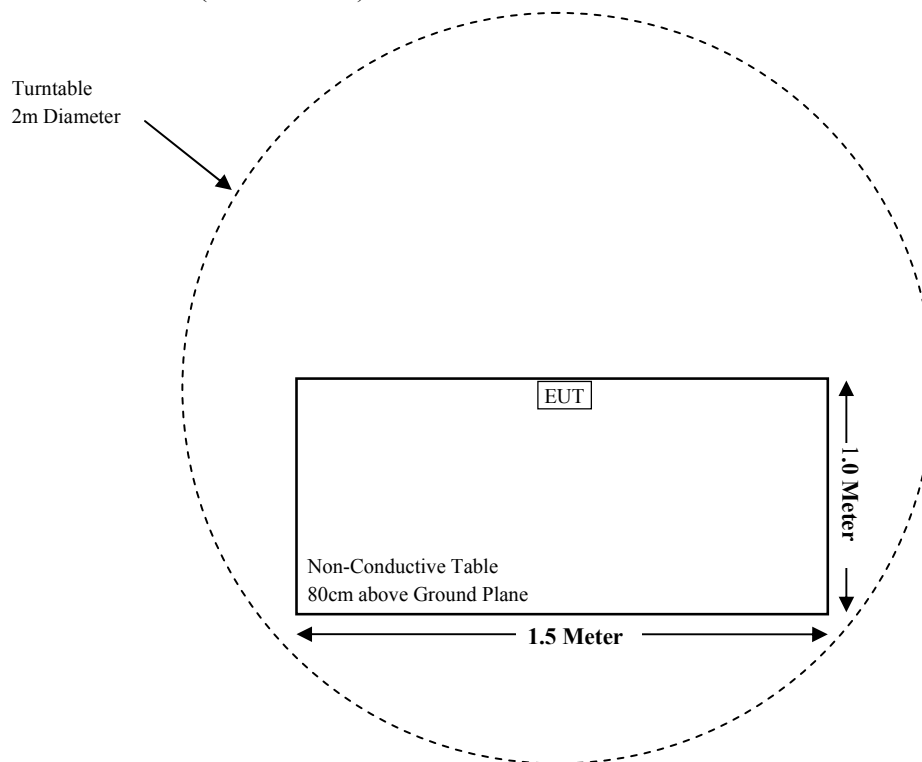 Turntable
2m Diameter
EUT
1.0 Meter
Non-Conductive Table
80cm above Ground Plane
1.5 Meter